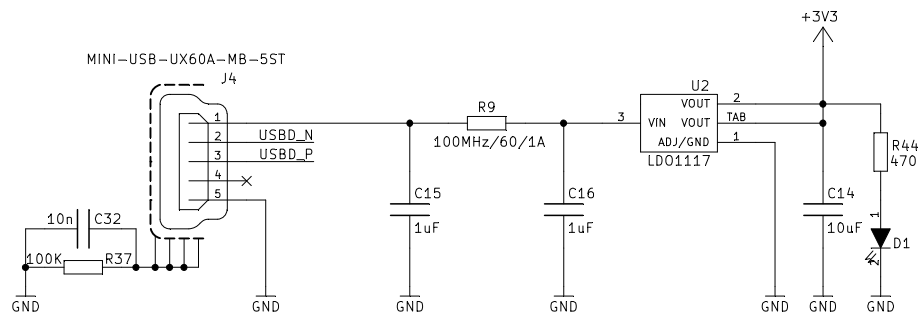 +3V3
MINI-USB-UX60A-MB-5ST
J4
U2
R9
1
2
USBD_N
3
USBD_P
4
5
100MHz/60/1A
3
VIN
VOUT
2
VOUT
TAB
ADJ/GND
1
LDO1117
R44
470
C15
1uF
C16
1uF
C14
10uF
1
D1
2
10n
C32
100K
R37
GND
GND
GND
GND
GND
GND
GND